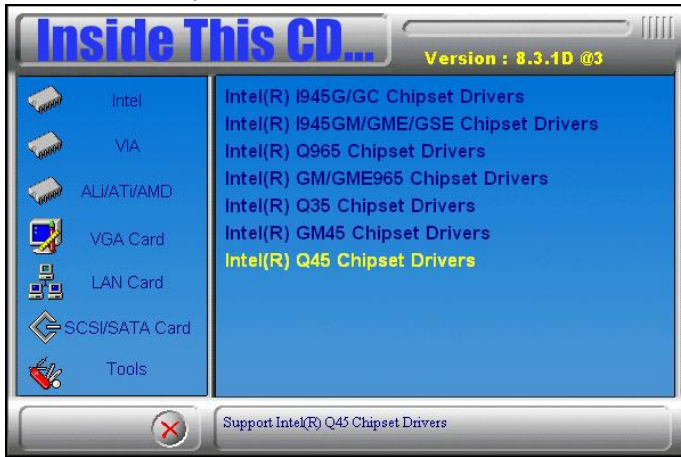 Inside This CD...
Version : 8.3.1D @3
Intel
VIA
ALi/ATi/AMD
VGA Card
LAN Card
SCSI/SATA Card
Tools
Intel(R) I945G/GC Chipset Drivers
Intel(R) I945GM/GME/GSE Chipset Drivers
Intel(R) Q965 Chipset Drivers
Intel(R) GM/GME965 Chipset Drivers
Intel(R) Q35 Chipset Drivers
Intel(R) GM45 Chipset Drivers
Intel(R) Q45 Chipset Drivers
Support Intel(R) Q45 Chipset Drivers